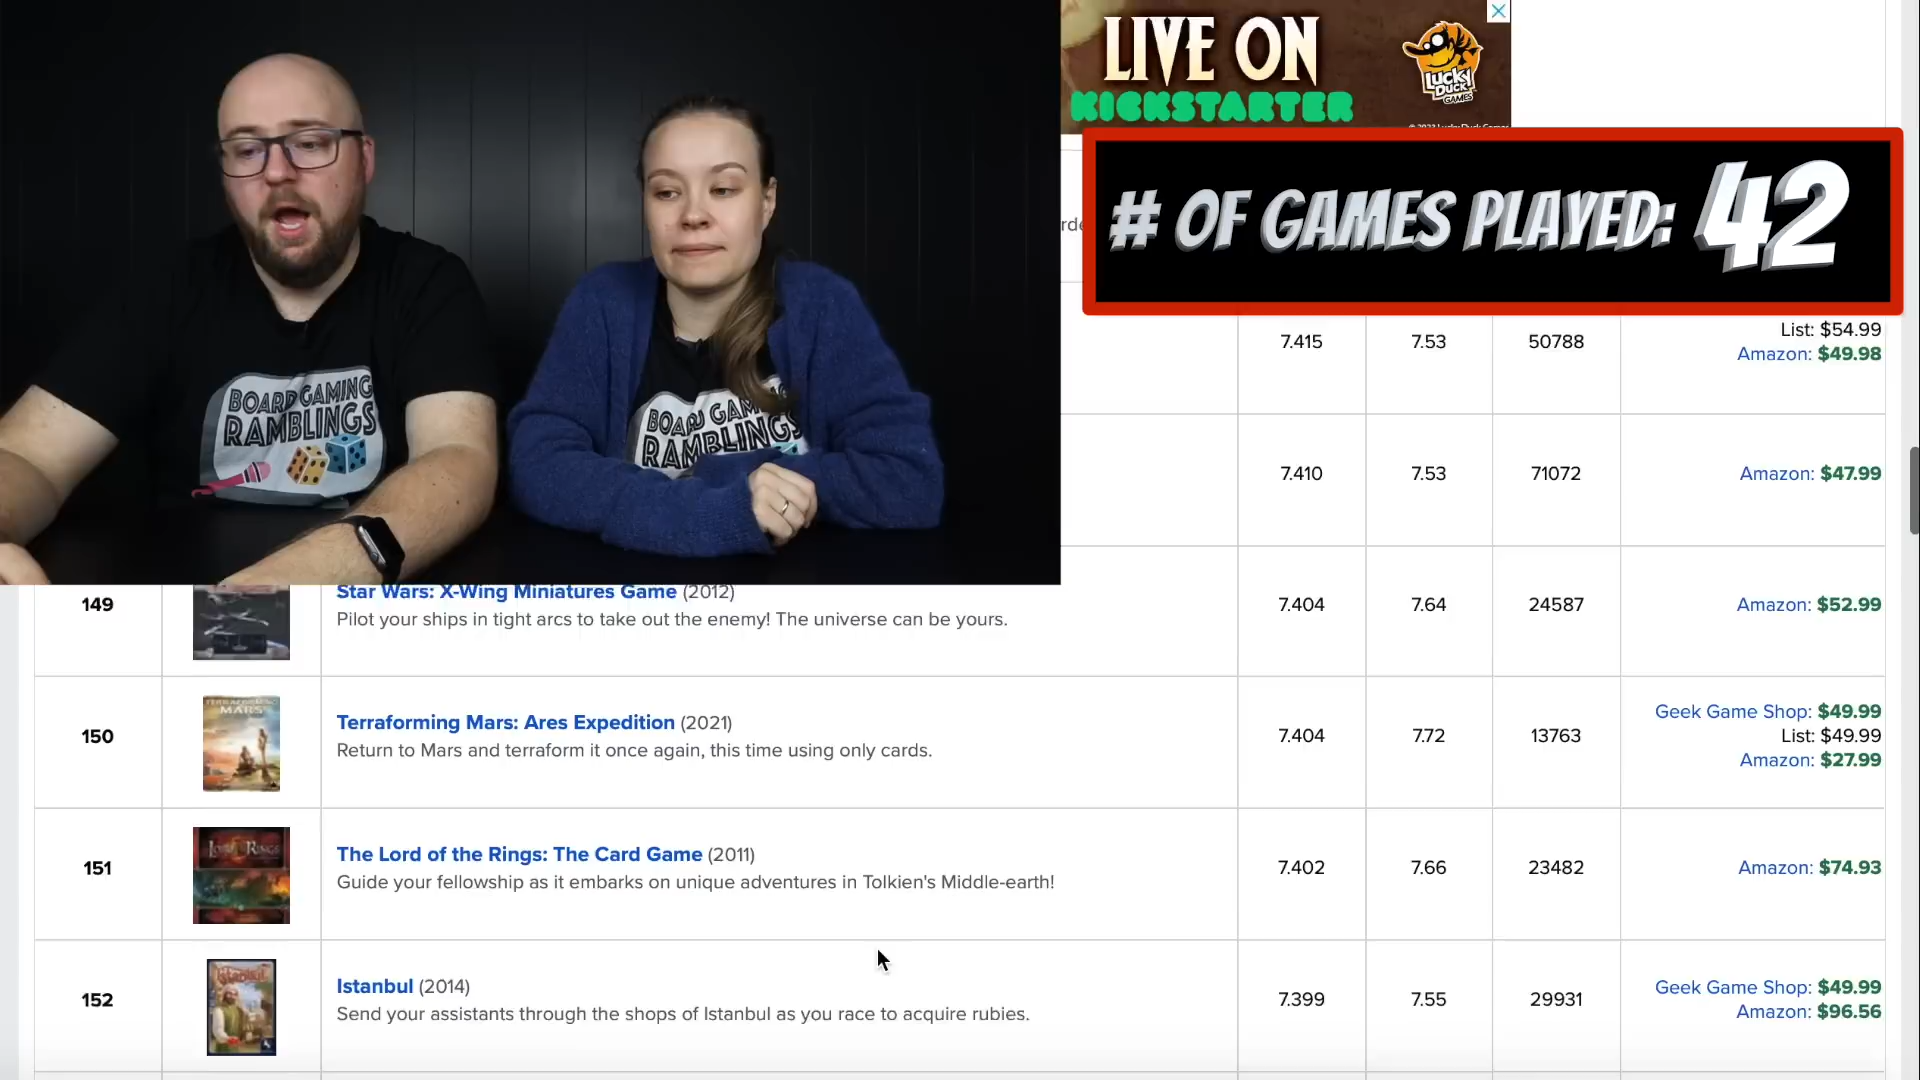 LIVE ON
KICKSTARTER
Lucky
Duck
GAMES
# OF GAMES PLAYED: 42
BOARD GAMING
RAMBLINGS
BOARD GAM
RAMBLINGS
List: $54.99
7.415 7.53 50788
Amazon: $49.98
7.410 7.53 71072 Amazon: $47.99
Star Wars: X-Wing Miniatures Game (2012)
149 7.404 7.64 24587 Amazon: $52.99
Pilot your ships in tight arcs to take out the enemy! The universe can be yours.
TERRAFORMING
MARS
Geek Game Shop: $49.99
Terraforming Mars: Ares Expedition (2021)
150 7.404 7.72 13763 List: $49.99
Return to Mars and terraform it once again, this time using only cards.
Amazon: $27.99
The Lord of the Rings: The Card Game (2011)
151 7.402 7.66 23482 Amazon: $74.93
Guide your fellowship as it embarks on unique adventures in Tolkien's Middle-earth!
Istanbul
Istanbul (2014)
Geek Game Shop: $49.99
152 7.399 7.55 29931
Send your assistants through the shops of Istanbul as you race to acquire rubies.
Amazon: $96.56